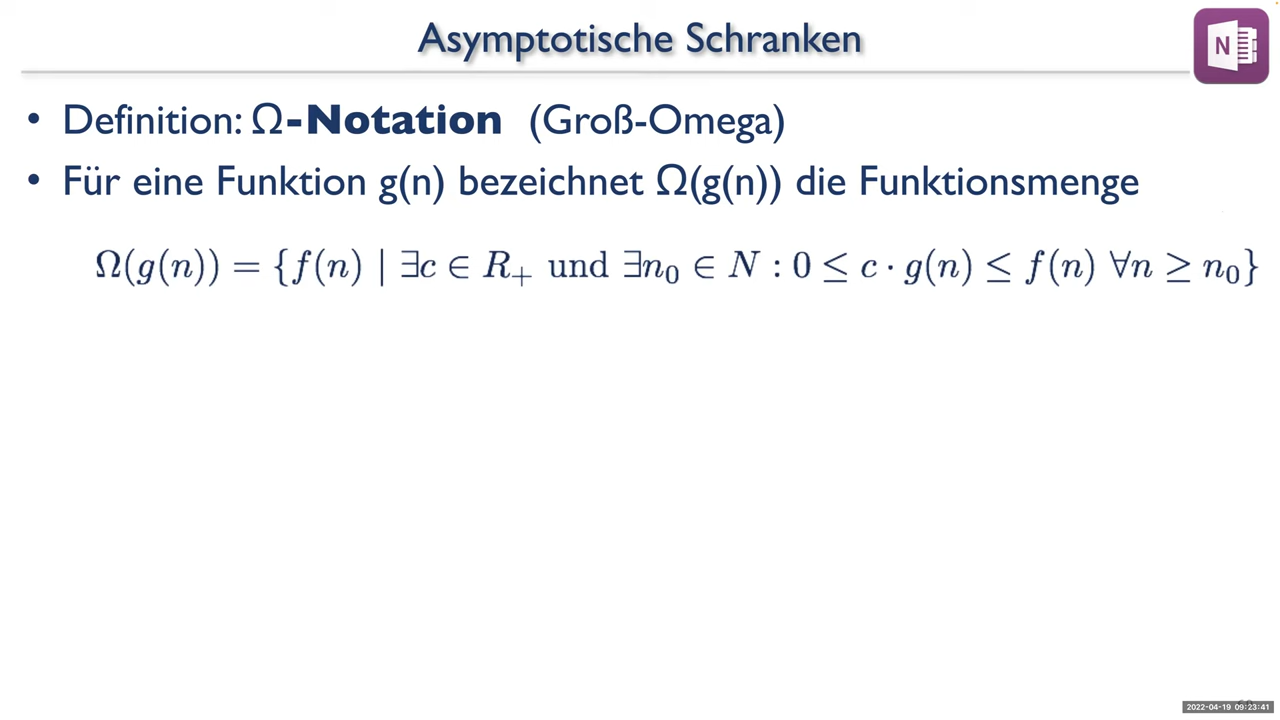 Asymptotische Schranken
N
• Definition: Ω-Notation (Groß-Omega)
• Für eine Funktion g(n) bezeichnet Ω(g(n)) die Funktionsmenge
Ω(g(n)) = {f(n) | ∃c ∈ R₊ und ∃n₀ ∈ N : 0 ≤ c · g(n) ≤ f(n) ∀n ≥ n₀}
2022-04-19 09:23:41